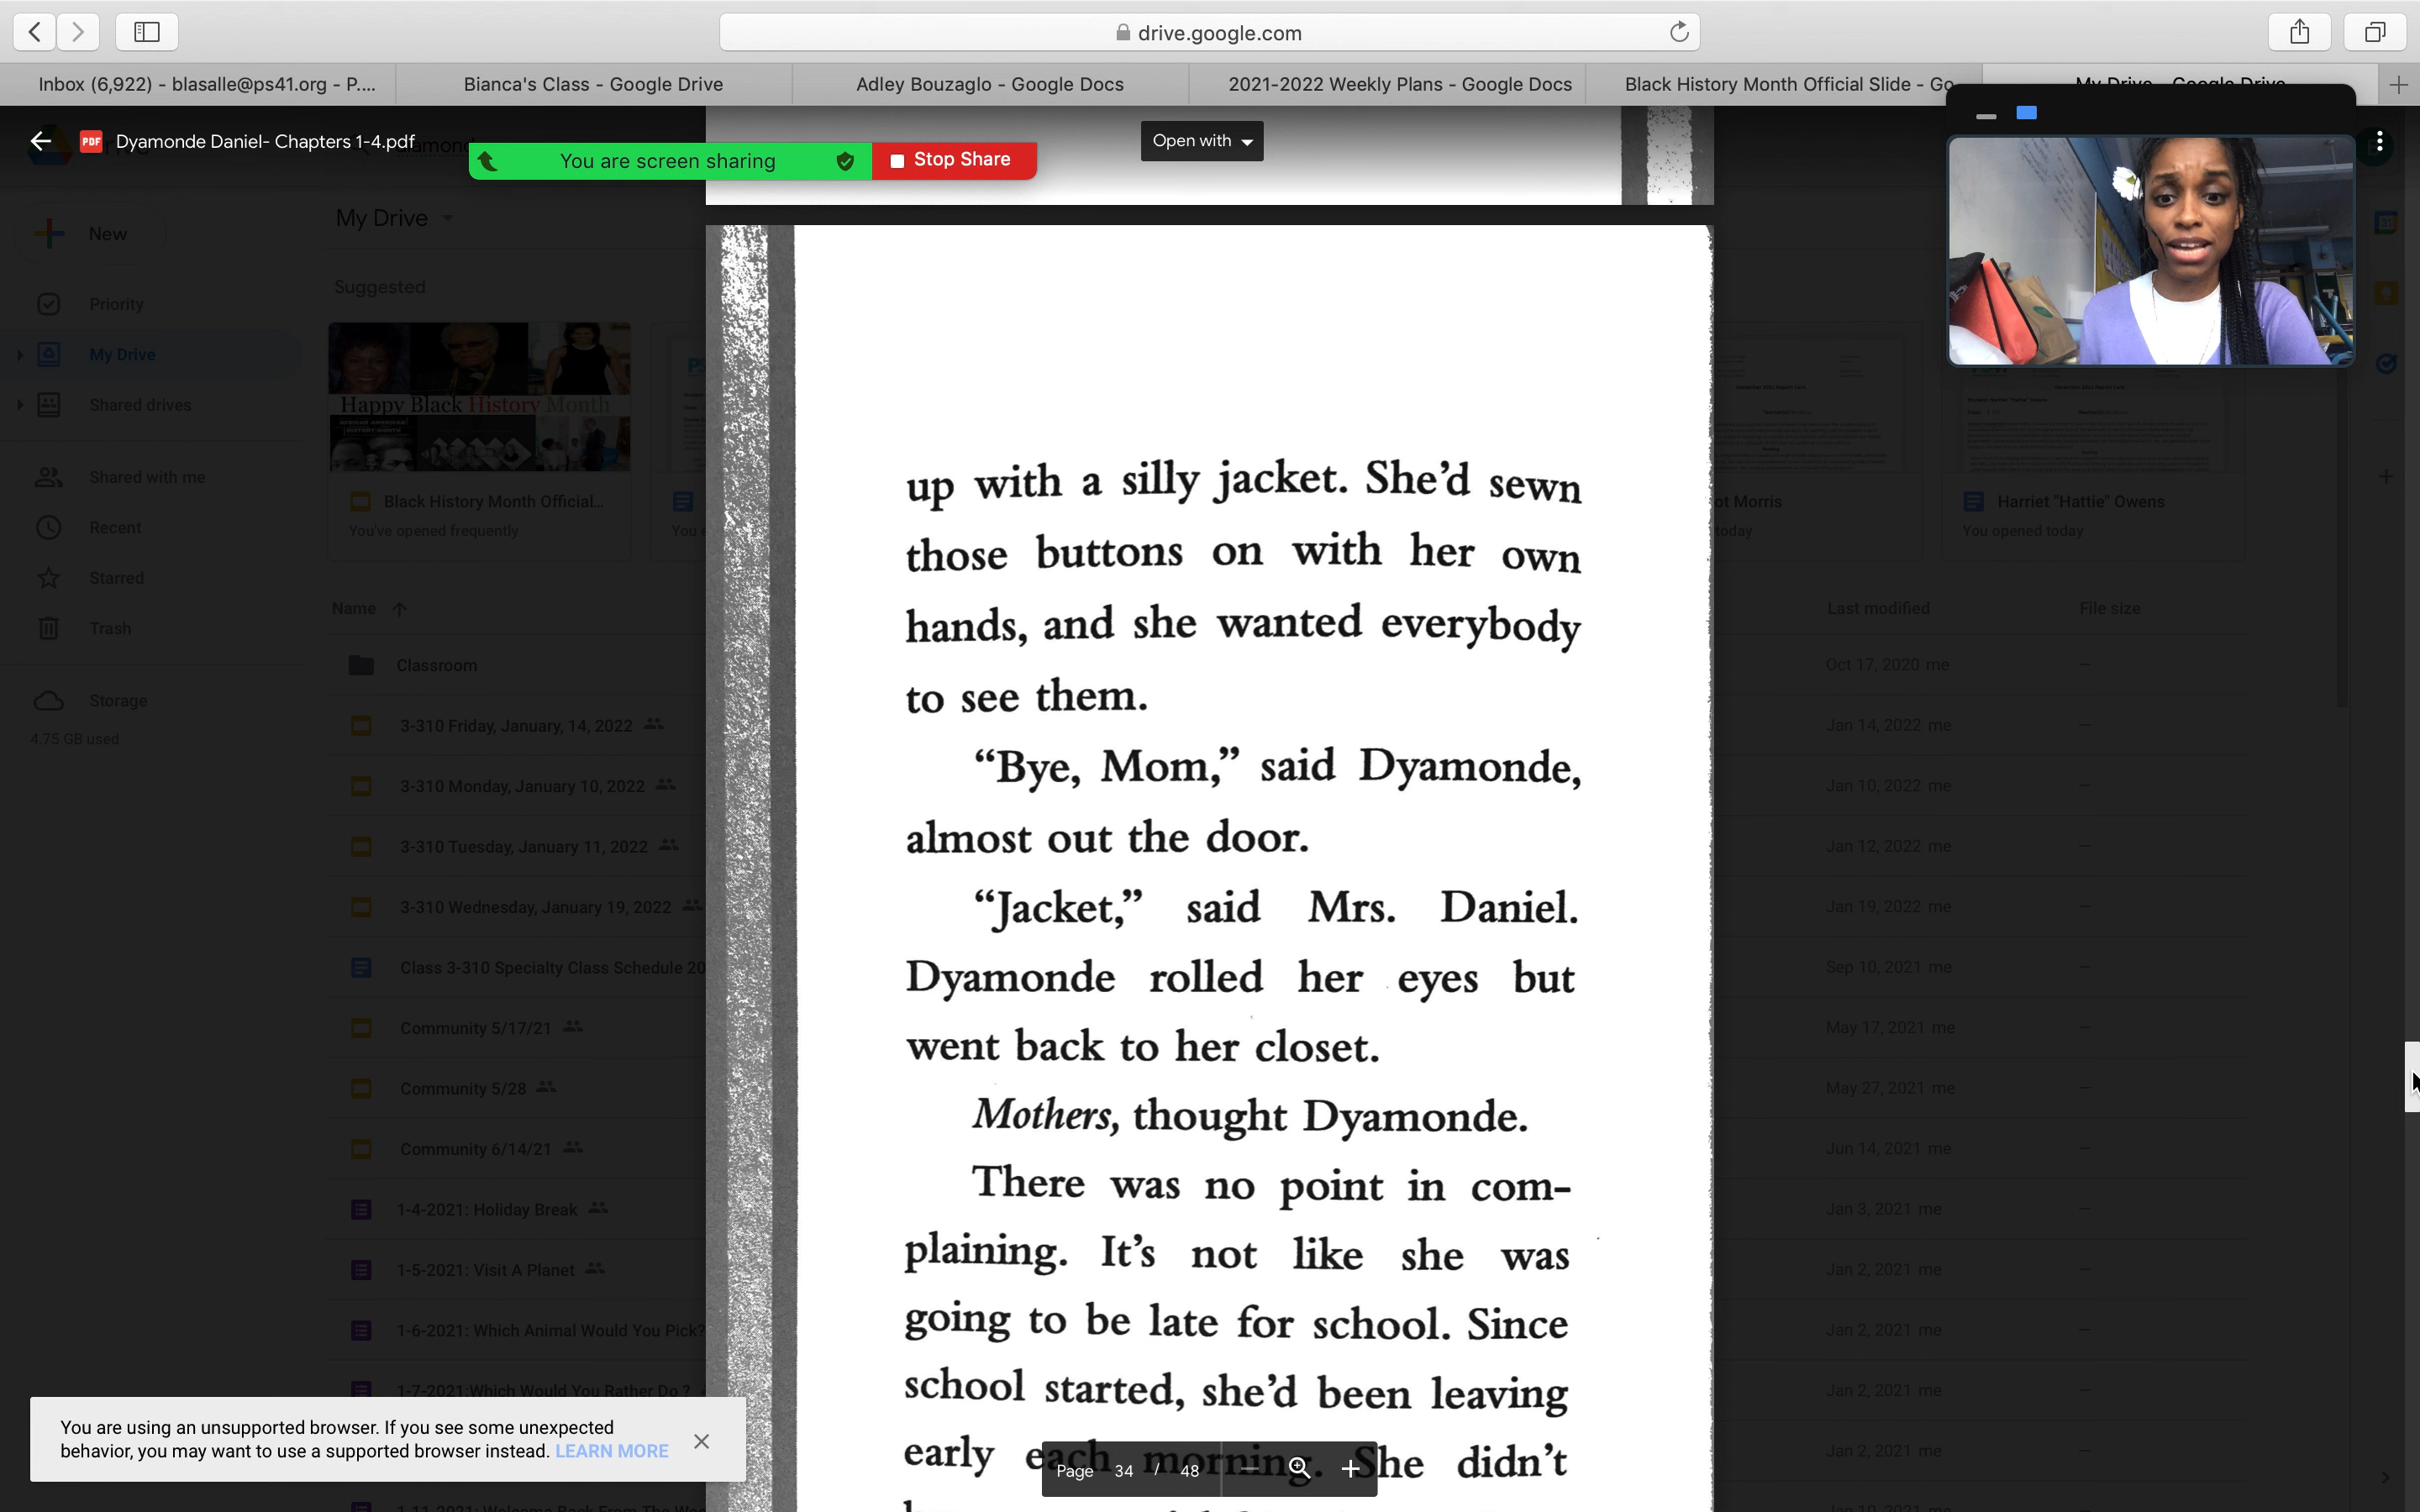 drive.google.com
Inbox (6,922) - blasalle@ps41.org - P....
Bianca's Class - Google Drive
Adley Bouzaglo - Google Docs
2021-2022 Weekly Plans - Google Docs
Black History Month Official Slide - Go
My Drive - Google Drive
PDF Dyamonde Daniel- Chapters 1-4.pdf
Open with
You are screen sharing
Stop Share
New
My Drive
Suggested
Priority
My Drive
Shared drives
Shared with me
Recent
Starred
Trash
Storage
4.75 GB used
Happy Black History Month
Black History Month Official...
You've opened frequently
You
ot Morris
today
Harriet "Hattie" Owens
You opened today
Name
Last modified
File size
Classroom
Oct 17, 2020 me
3-310 Friday, January, 14, 2022
Jan 14, 2022 me
3-310 Monday, January 10, 2022
Jan 10, 2022 me
3-310 Tuesday, January 11, 2022
Jan 12, 2022 me
3-310 Wednesday, January 19, 2022
Jan 19, 2022 me
Class 3-310 Specialty Class Schedule 20
Sep 10, 2021 me
Community 5/17/21
May 17, 2021 me
Community 5/28
May 27, 2021 me
Community 6/14/21
Jun 14, 2021 me
1-4-2021: Holiday Break
Jan 3, 2021 me
1-5-2021: Visit A Planet
Jan 2, 2021 me
1-6-2021: Which Animal Would You Pick?
Jan 2, 2021 me
1-7-2021:Which Would You Rather Do ?
Jan 2, 2021 me
Jan 2, 2021 me
up with a silly jacket. She’d sewn
those buttons on with her own
hands, and she wanted everybody
to see them.
“Bye, Mom,” said Dyamonde,
almost out the door.
“Jacket,” said Mrs. Daniel.
Dyamonde rolled her eyes but
went back to her closet.
Mothers, thought Dyamonde.
There was no point in com-
plaining. It’s not like she was
going to be late for school. Since
school started, she’d been leaving
early each morning. She didn’t
Page 34 / 48
You are using an unsupported browser. If you see some unexpected
behavior, you may want to use a supported browser instead. LEARN MORE